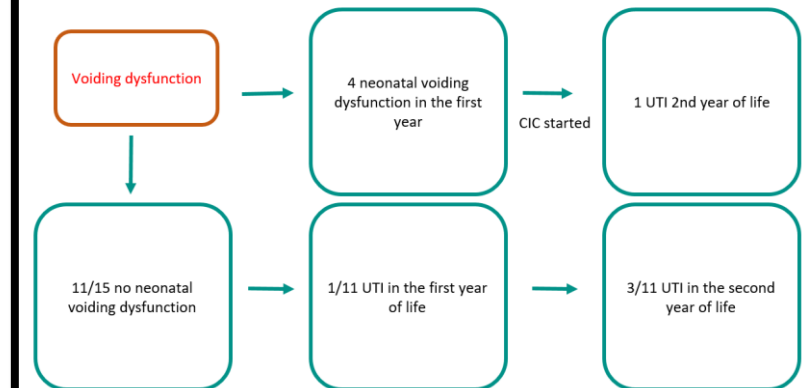 Voiding dysfunction
4 neonatal voiding
dysfunction in the first
year
CIC started
1 UTI 2nd year of life
11/15 no neonatal
voiding dysfunction
1/11 UTI in the first year
of life
3/11 UTI in the second
year of life